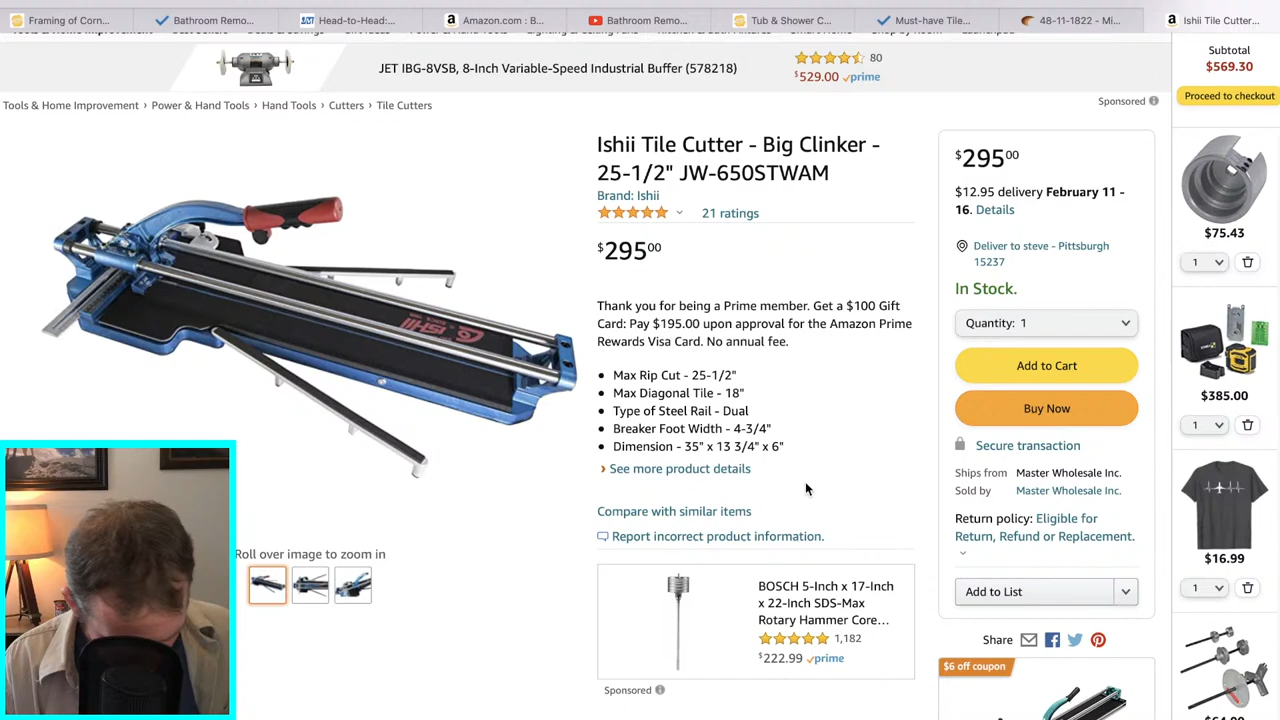 Framing of Corn...
Bathroom Remo...
Head-to-Head:...
Amazon.com : B...
Bathroom Remo...
Tub & Shower C...
Must-have Tile...
48-11-1822 - Mi...
Ishii Tile Cutter...
JET IBG-8VSB, 8-Inch Variable-Speed Industrial Buffer (578218)
80
$529.00 prime
Sponsored
Tools & Home Improvement › Power & Hand Tools › Hand Tools › Cutters › Tile Cutters
Ishii Tile Cutter - Big Clinker -
25-1/2" JW-650STWAM
Brand: Ishii
21 ratings
$295.00
Thank you for being a Prime member. Get a $100 Gift
Card: Pay $195.00 upon approval for the Amazon Prime
Rewards Visa Card. No annual fee.
Max Rip Cut - 25-1/2"
Max Diagonal Tile - 18"
Type of Steel Rail - Dual
Breaker Foot Width - 4-3/4"
Dimension - 35" x 13 3/4" x 6"
› See more product details
Compare with similar items
Report incorrect product information.
BOSCH 5-Inch x 17-Inch
x 22-Inch SDS-Max
Rotary Hammer Core...
1,182
$222.99 prime
Sponsored
ISHII
Roll over image to zoom in
$295.00
$12.95 delivery February 11 -
16. Details
Deliver to steve - Pittsburgh
15237
In Stock.
Quantity: 1
Add to Cart
Buy Now
Secure transaction
Ships from Master Wholesale Inc.
Sold by Master Wholesale Inc.
Return policy: Eligible for
Return, Refund or Replacement.
Add to List
Share
$6 off coupon
Subtotal
$569.30
Proceed to checkout
$75.43
1
$385.00
1
$16.99
1